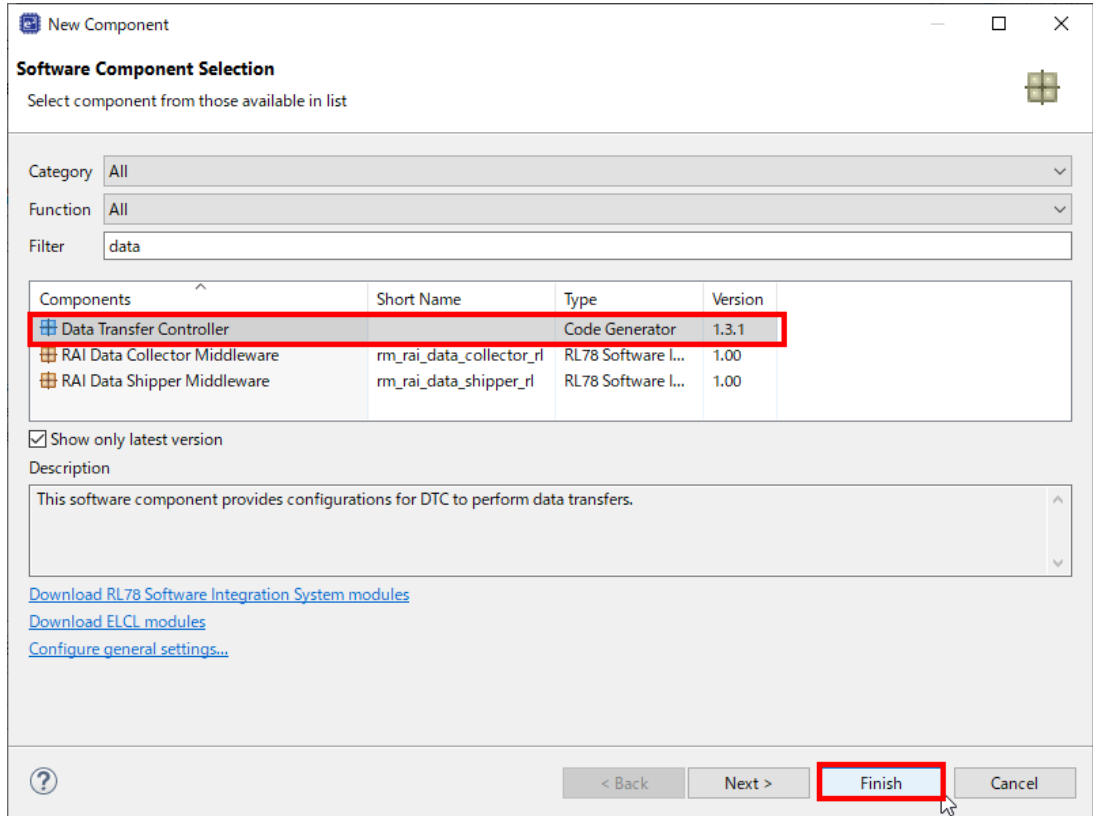 New Component
Software Component Selection
Select component from those available in list
Category All
Function All
Filter data
Components Short Name Type Version
Data Transfer Controller Code Generator 1.3.1
RAI Data Collector Middleware rm_rai_data_collector_rl RL78 Software I... 1.00
RAI Data Shipper Middleware rm_rai_data_shipper_rl RL78 Software I... 1.00
Show only latest version
Description
This software component provides configurations for DTC to perform data transfers.
Download RL78 Software Integration System modules
Download ELCL modules
Configure general settings...
? < Back Next > Finish Cancel